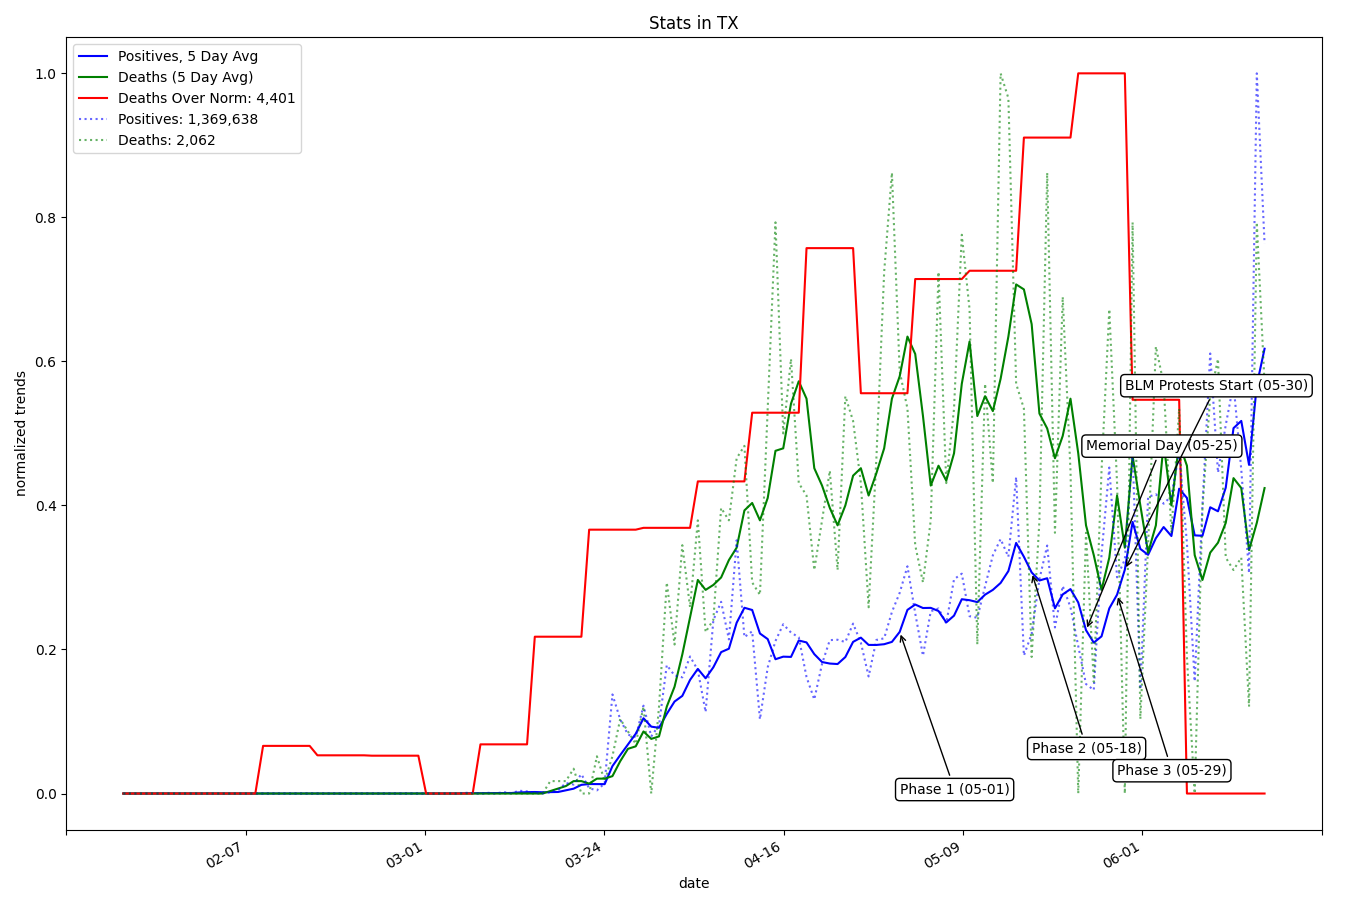 Stats in TX
Positives, 5 Day Avg
Deaths (5 Day Avg)
Deaths Over Norm: 4,401
Positives: 1,369,638
Deaths: 2,062
1.0
0.8
0.6
0.4
0.2
0.0
normalized trends
BLM Protests Start (05-30)
Memorial Day (05-25)
Phase 2 (05-18)
Phase 3 (05-29)
Phase 1 (05-01)
02-07
03-01
03-24
04-16
05-09
06-01
date